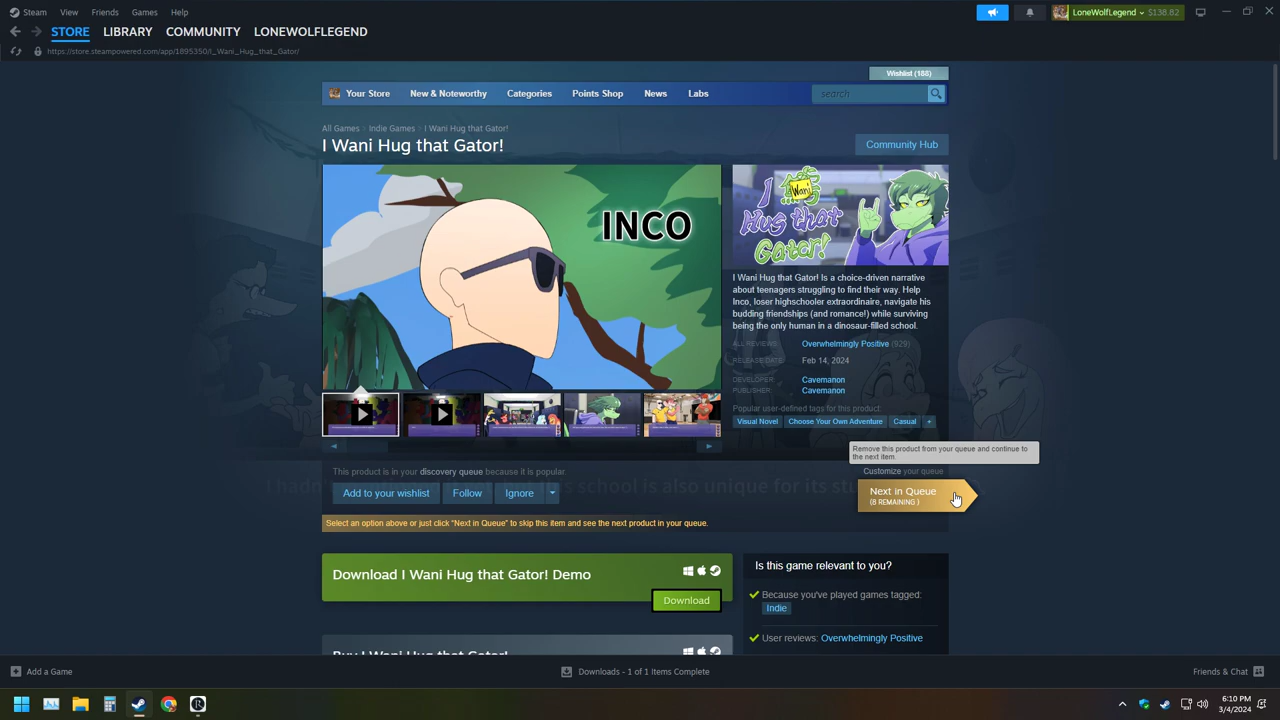 Steam View Friends Games Help
LoneWolfLegend $138.82
STORE LIBRARY COMMUNITY LONEWOLFLEGEND
https://store.steampowered.com/app/1895350/I_Wani_Hug_that_Gator/
Wishlist (188)
Your Store New & Noteworthy Categories Points Shop News Labs search
All Games Indie Games I Wani Hug that Gator!
I Wani Hug that Gator!
Community Hub
INCO
I Wani
Hug that
Gator!
I Wani Hug that Gator! Is a choice-driven narrative
about teenagers struggling to find their way. Help
Inco, loser highschooler extraordinaire, navigate his
budding friendships (and romance!) while surviving
being the only human in a dinosaur-filled school.
ALL REVIEWS: Overwhelmingly Positive (929)
RELEASE DATE: Feb 14, 2024
DEVELOPER: Cavemanon
PUBLISHER: Cavemanon
Popular user-defined tags for this product:
Visual Novel Choose Your Own Adventure Casual +
Remove this product from your queue and continue to
the next item.
This product is in your discovery queue because it is popular.
Customize your queue
Add to your wishlist Follow Ignore
Next in Queue
(8 REMAINING )
Select an option above or just click "Next in Queue" to skip this item and see the next product in your queue.
Download I Wani Hug that Gator! Demo
Download
Is this game relevant to you?
Because you've played games tagged:
Indie
User reviews: Overwhelmingly Positive
Buy I Wani Hug that Gator!
Add a Game Downloads - 1 of 1 Items Complete Friends & Chat
6:10 PM
3/4/2024